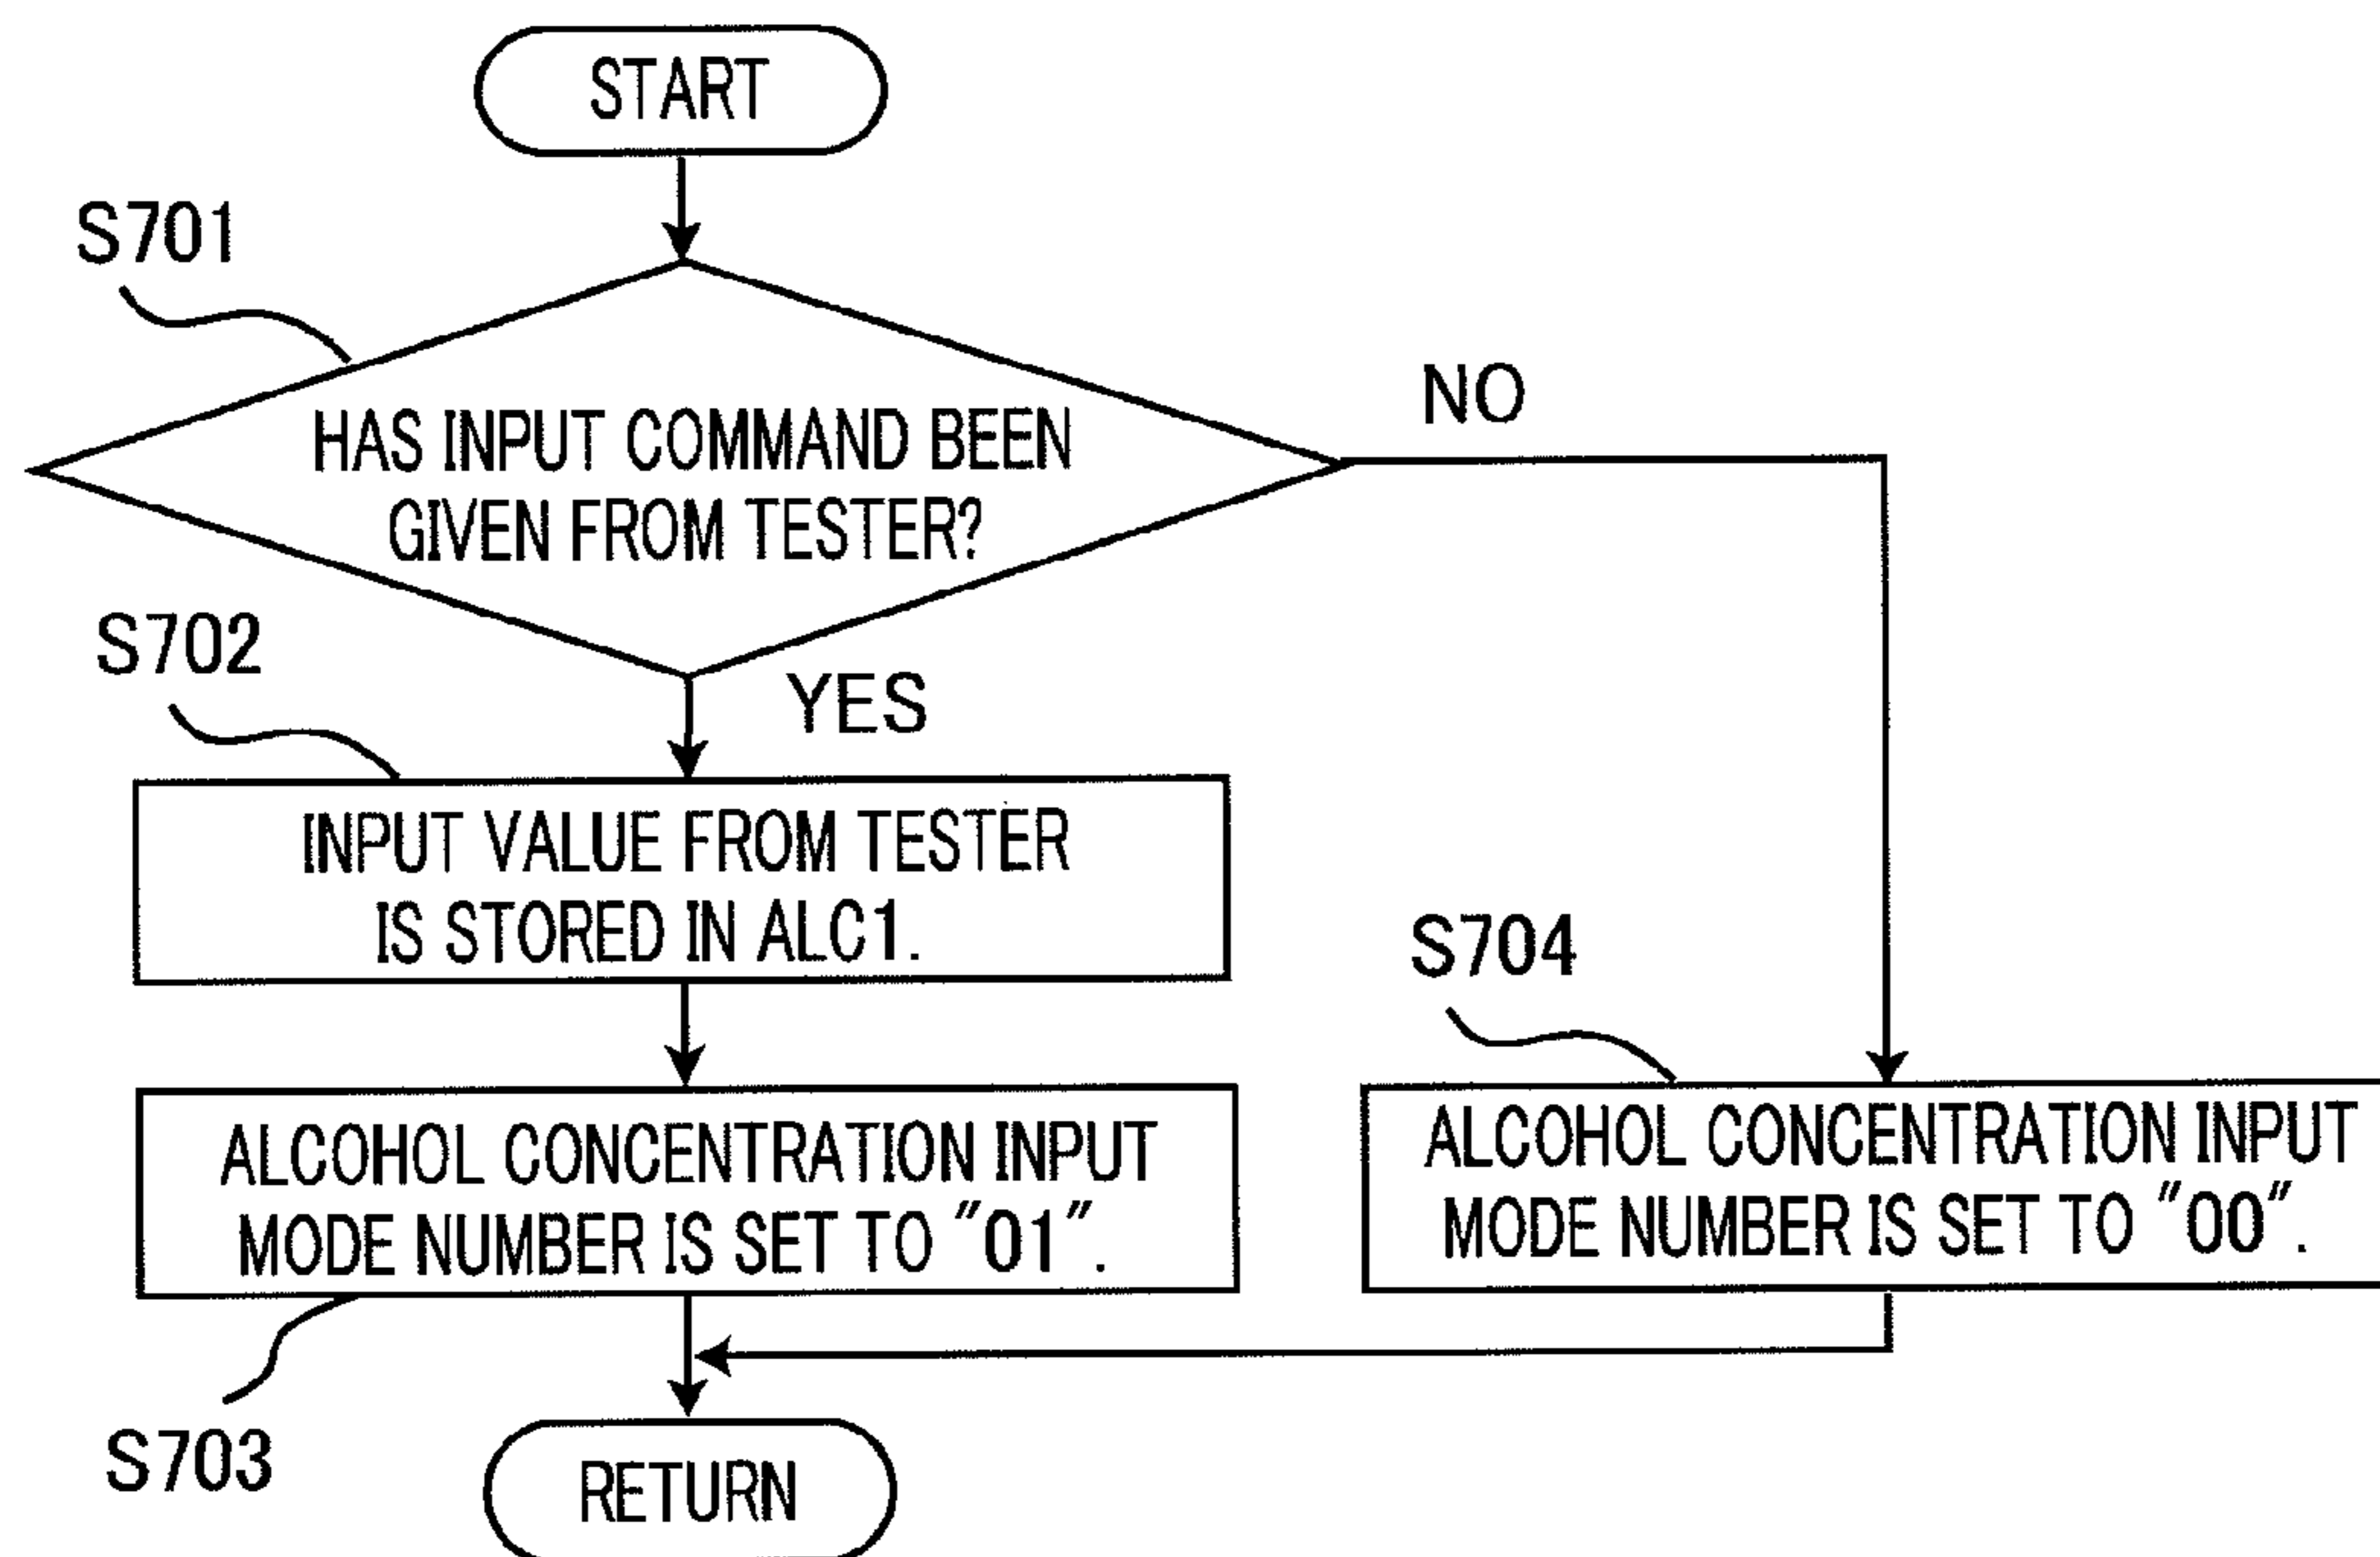 START
S701
HAS INPUT COMMAND BEEN
GIVEN FROM TESTER?
NO
YES
S702
INPUT VALUE FROM TESTER
IS STORED IN ALC1.
ALCOHOL CONCENTRATION INPUT
MODE NUMBER IS SET TO "01".
S703
S704
ALCOHOL CONCENTRATION INPUT
MODE NUMBER IS SET TO "00".
RETURN